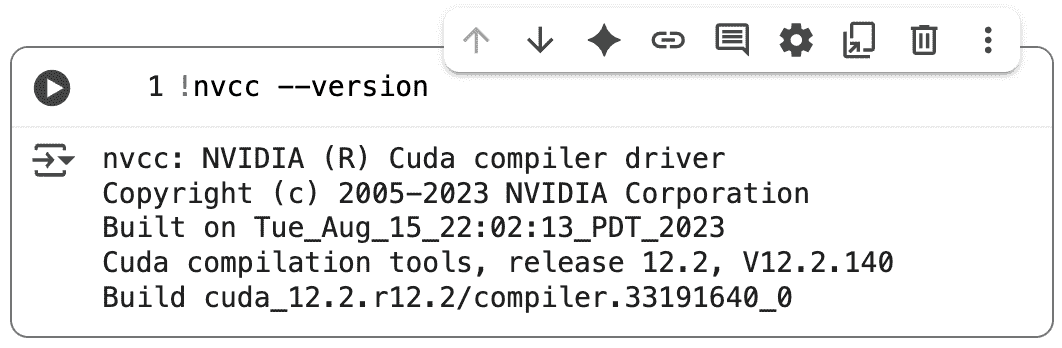 1 !nvcc --version
nvcc: NVIDIA (R) Cuda compiler driver
Copyright (c) 2005-2023 NVIDIA Corporation
Built on Tue_Aug_15_22:02:13_PDT_2023
Cuda compilation tools, release 12.2, V12.2.140
Build cuda_12.2.r12.2/compiler.33191640_0